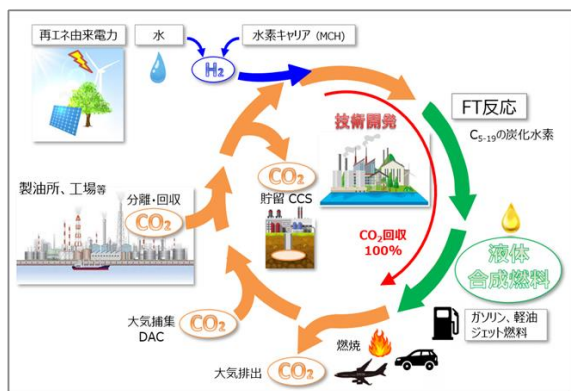 再エネ由来電力
水
水素キャリア（MCH）
H₂
FT反応
C₅₋₁₉の炭化水素
技術開発
製油所、工場等
分離・回収
CO₂
CO₂
貯留 CCS
CO₂回収
100%
液体
合成燃料
ガソリン、軽油
ジェット燃料
大気捕集
DAC
CO₂
燃焼
大気排出
CO₂